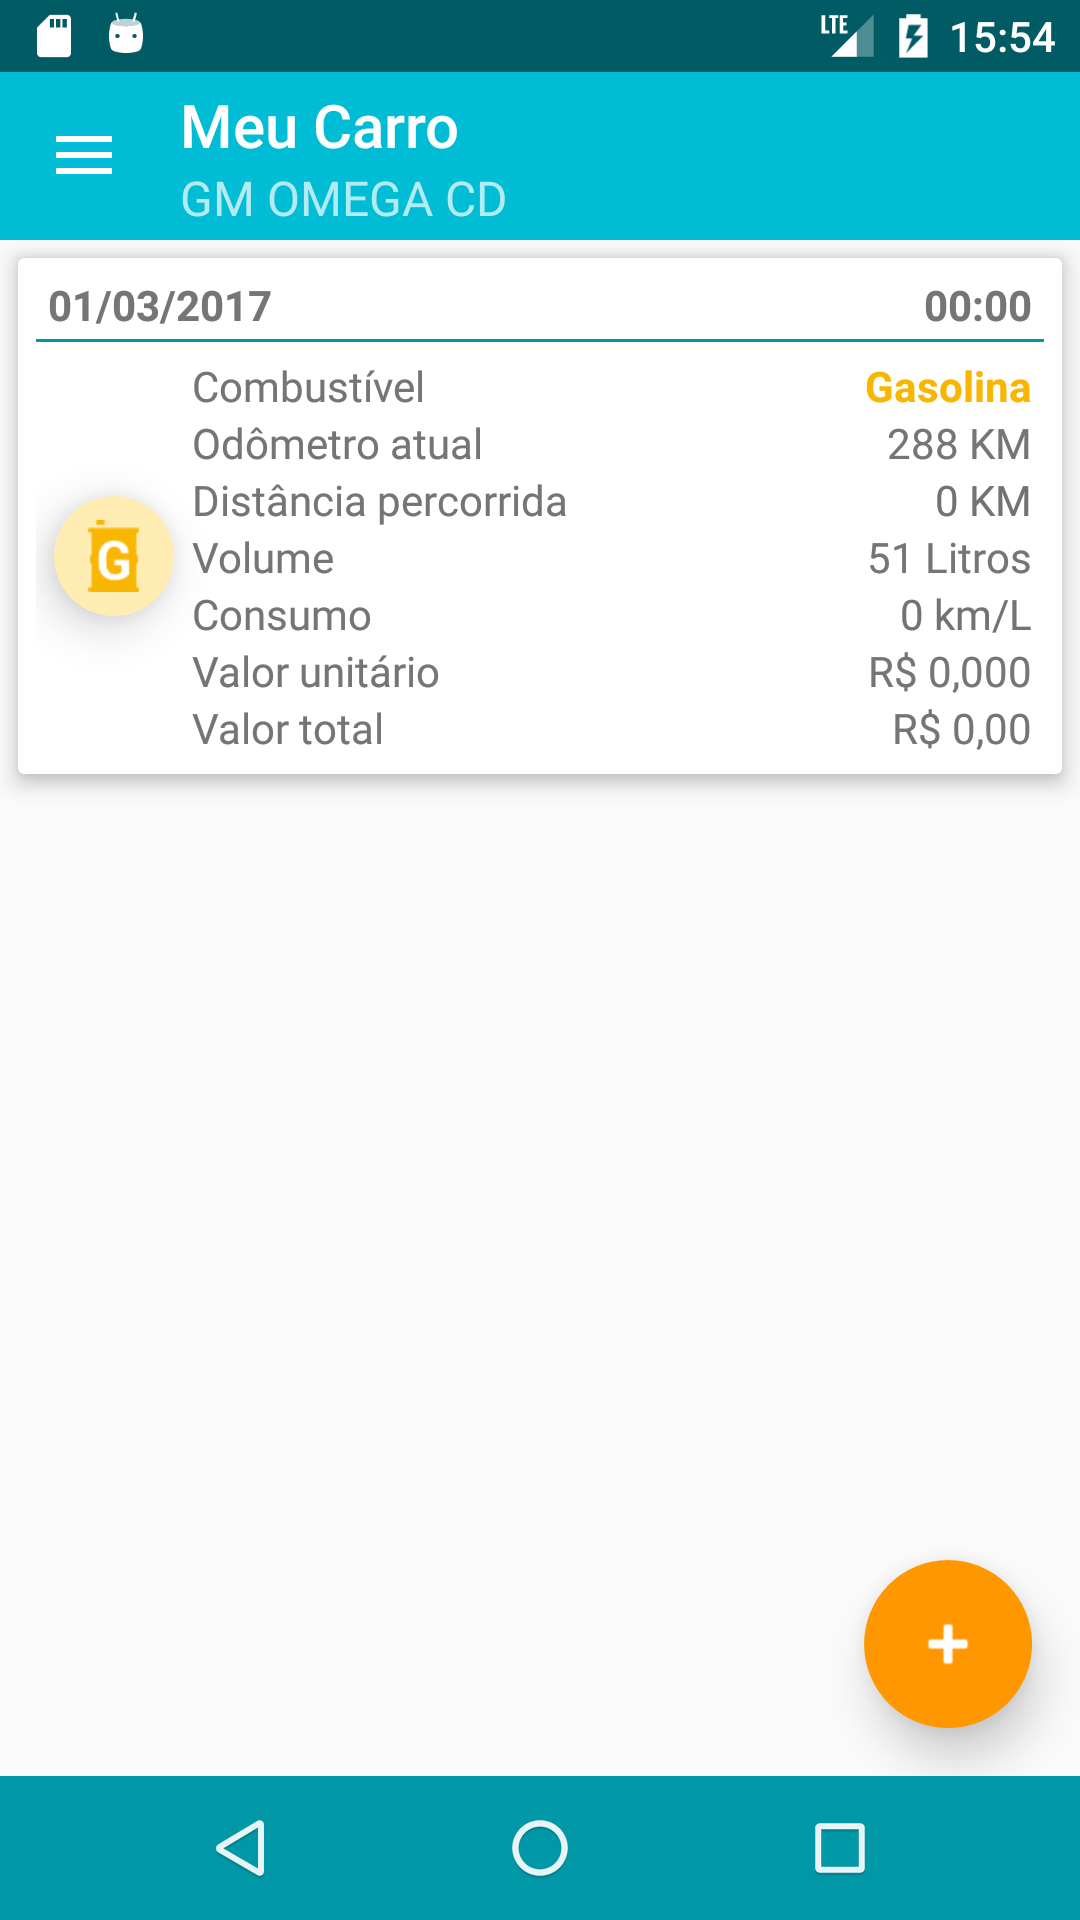 LTE 15:54
Meu Carro
GM OMEGA CD
01/03/2017 00:00
Combustível Gasolina
Odômetro atual 288 KM
Distância percorrida 0 KM
G
Volume 51 Litros
Consumo 0 km/L
Valor unitário R$ 0,000
Valor total R$ 0,00